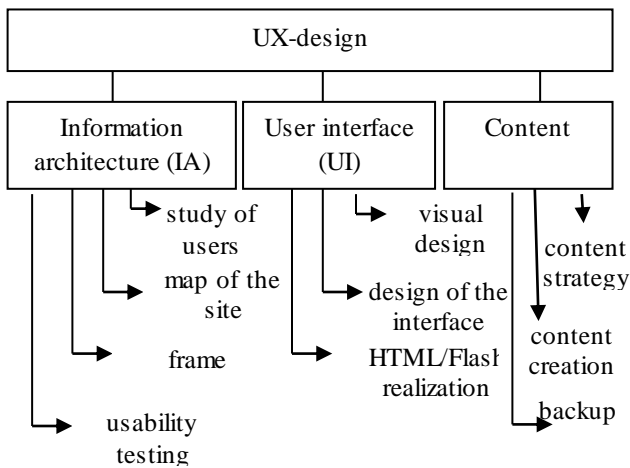 UX-design
Information
architecture (IA)
User interface
(UI)
Content
study of
users
map of the
site
frame
usability
testing
visual
design
design of the
interface
HTML/Flash
realization
content
strategy
content
creation
backup